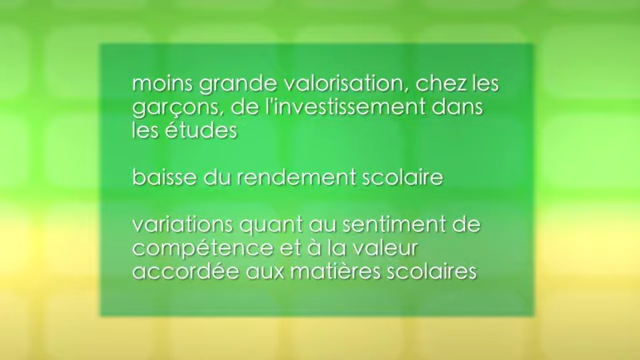 moins grande valorisation, chez les
garçons, de l'investissement dans
les études
baisse du rendement scolaire
variations quant au sentiment de
compétence et à la valeur
accordée aux matières scolaires